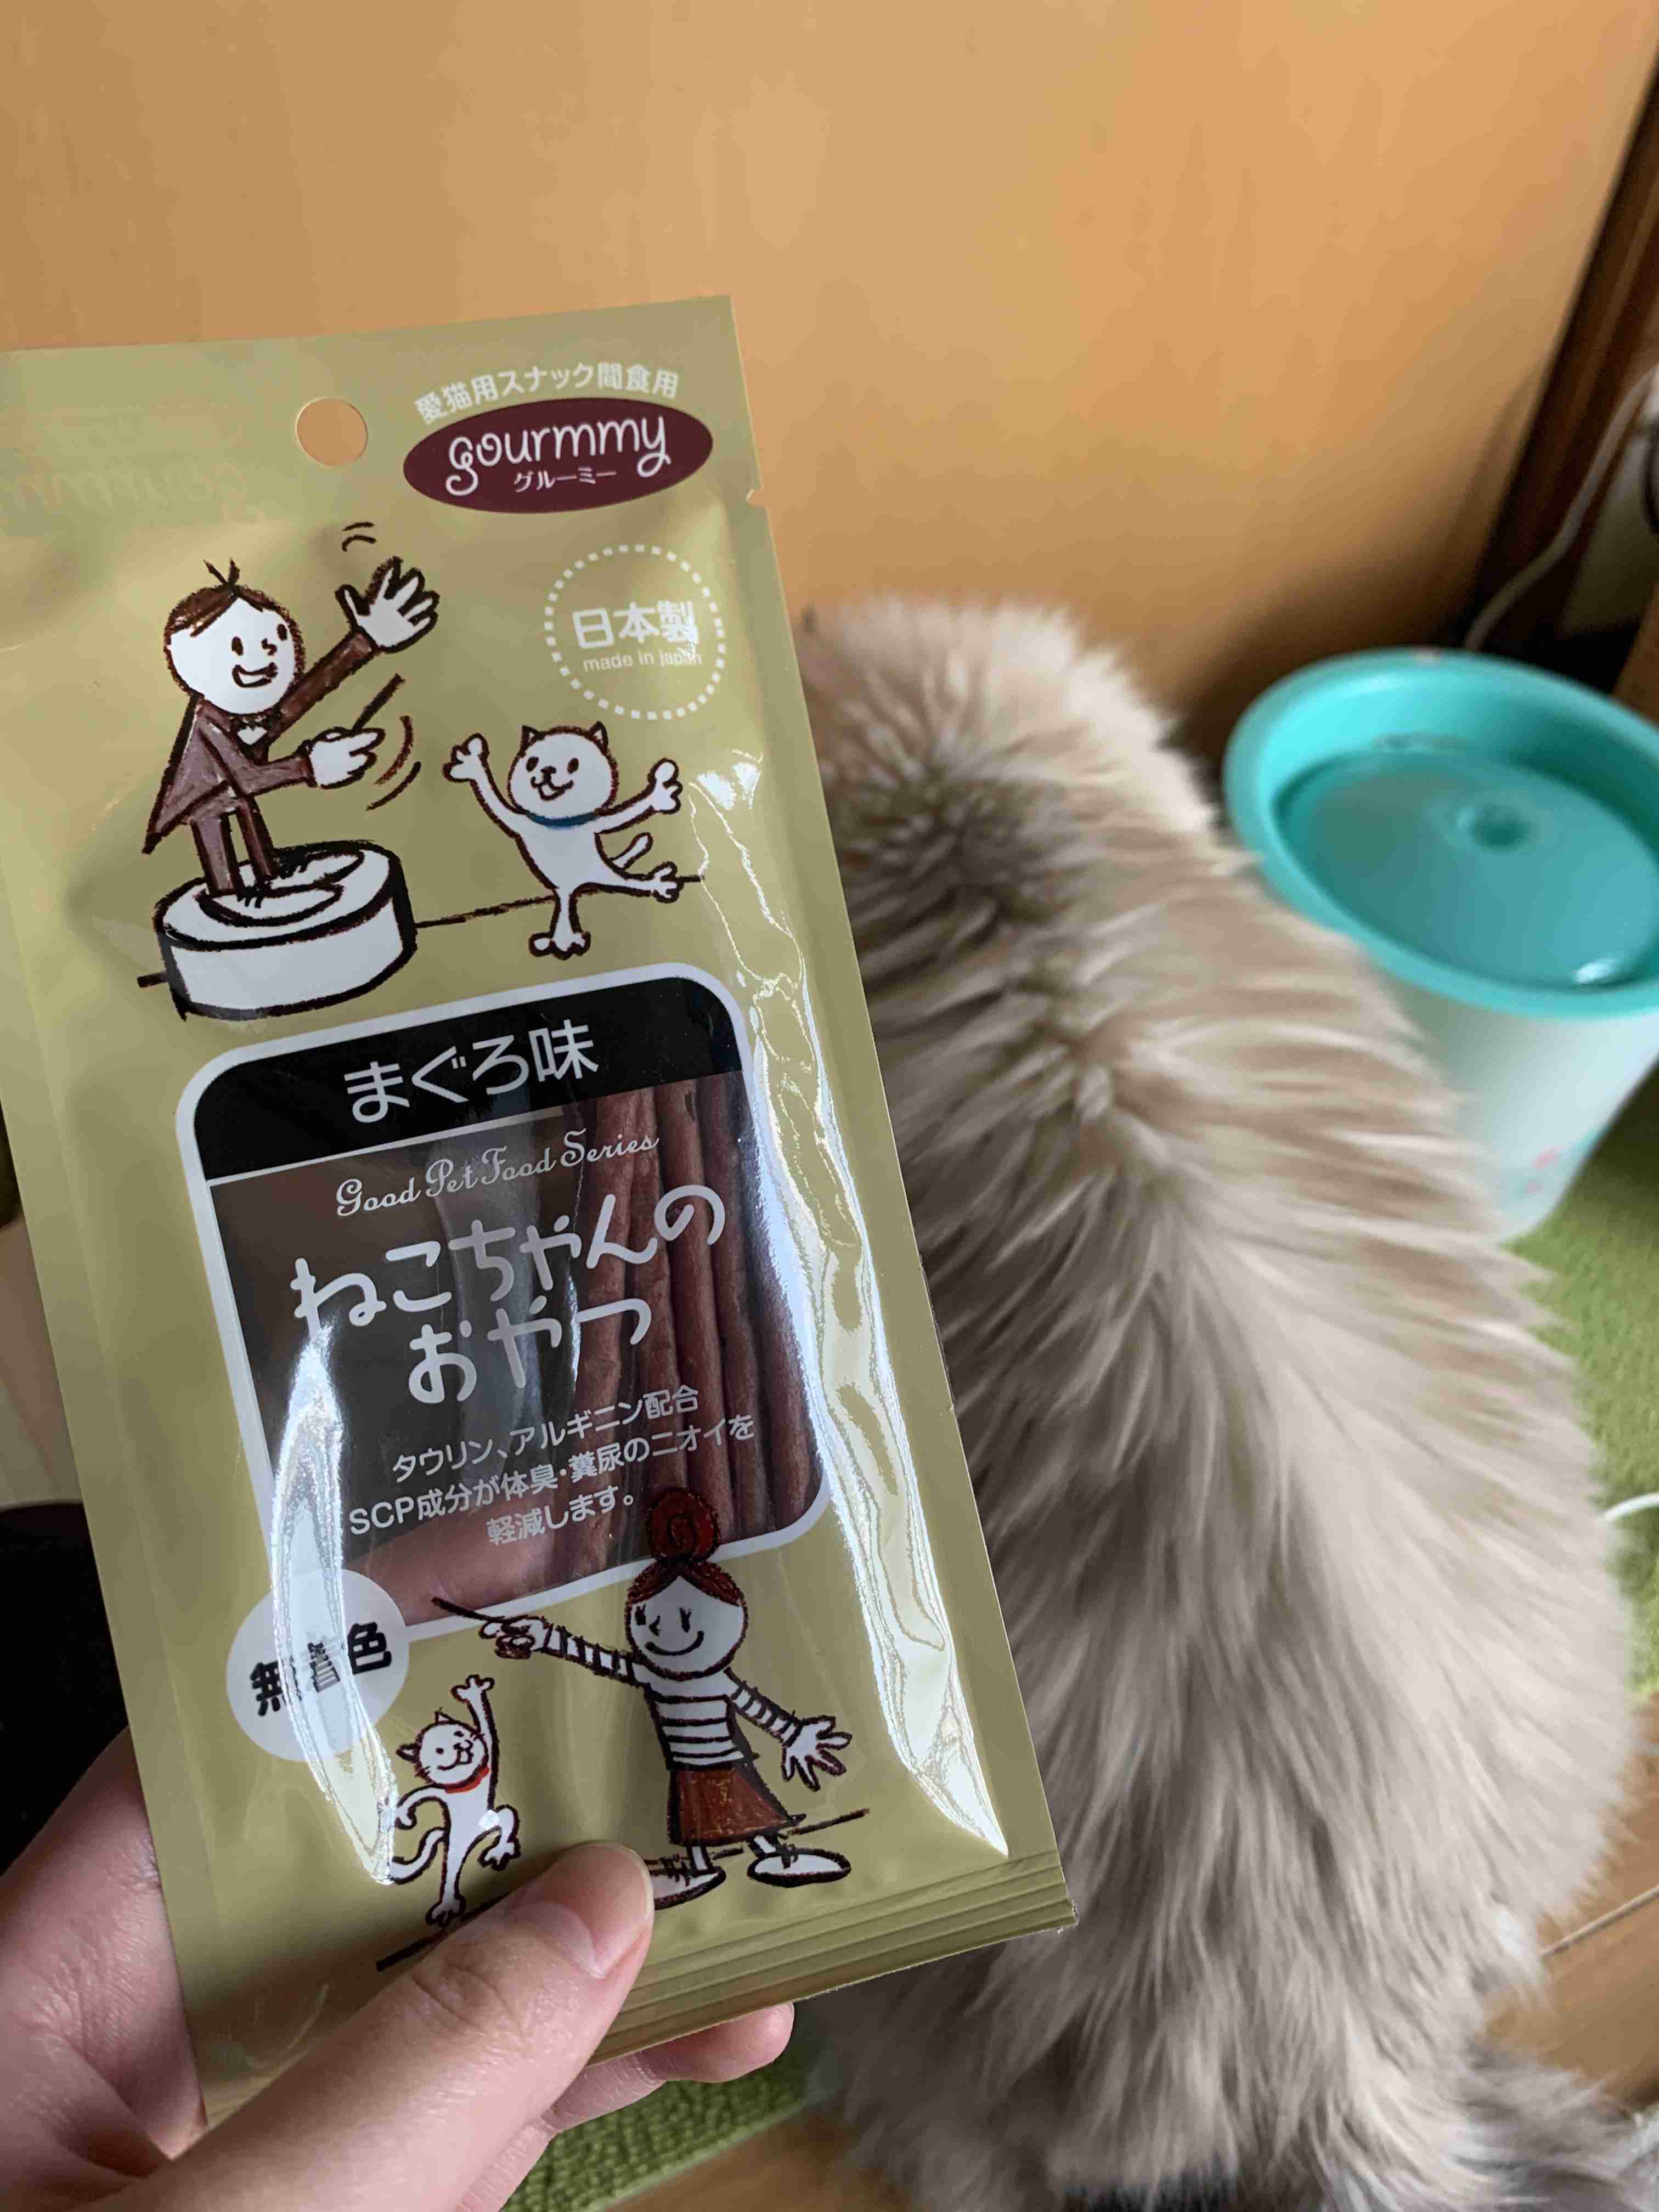 愛猫用スナック間食用
gourmmy
グルーミー
日本製
made in japan
まぐろ味
Good Pet Food Series
ねこちゃんの
おやつ
タウリン、アルギニン配合
SCP成分が体臭・糞尿のニオイを
軽減します。
無着色